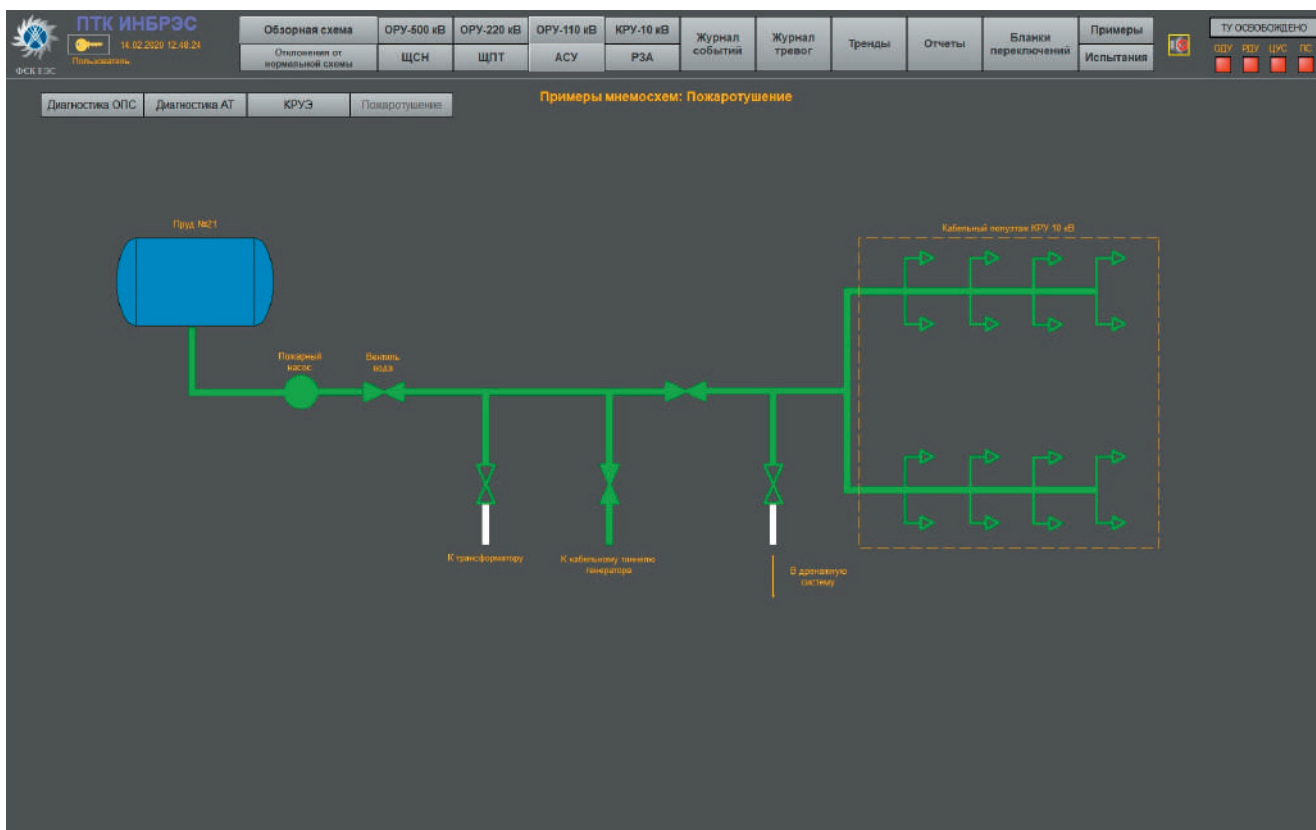 ПТК ИНБРЭС
14.02.2020 12:48:24
Пользователь
ФСК ЕЭС
Обзорная схема
ОРУ-500 кВ
ОРУ-220 кВ
ОРУ-110 кВ
КРУ-10 кВ
Журнал
событий
Журнал
тревог
Тренды
Отчеты
Бланки
переключений
Примеры
ТУ ОСВОБОЖДЕНО
Отклонения от
нормальной схемы
ЩСН
ЩПТ
АСУ
РЗА
Испытания
ОДУ РДУ ЦУС ПС
Диагностика ОПС
Диагностика АТ
КРУЭ
Пожаротушение
Примеры мнемосхем: Пожаротушение
Пруд №21
Кабельный полуэтаж КРУ 10 кВ
Пожарный
насос
Вентиль
вода
К трансформатору
К кабельному тоннелю
генератора
В дренажную
систему